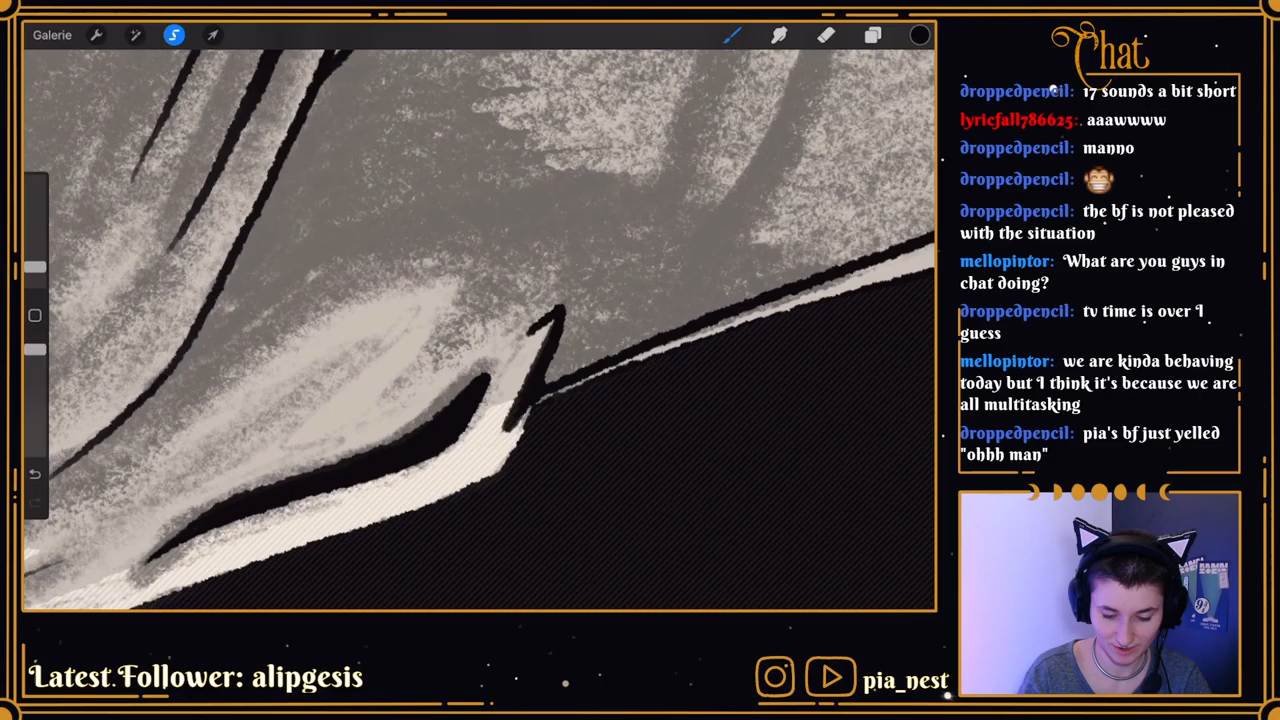 Galerie
Chat
droppedpencil: 17 sounds a bit short
lyricfall786625: aaawwww
droppedpencil: manno
droppedpencil:
droppedpencil: the bf is not pleased
with the situation
mellopintor: What are you guys in
chat doing?
droppedpencil: tv time is over I
guess
mellopintor: we are kinda behaving
today but I think it's because we are
all multitasking
droppedpencil: pia's bf just yelled
"ohhh man"
Latest Follower: alipgesis
pia_nest